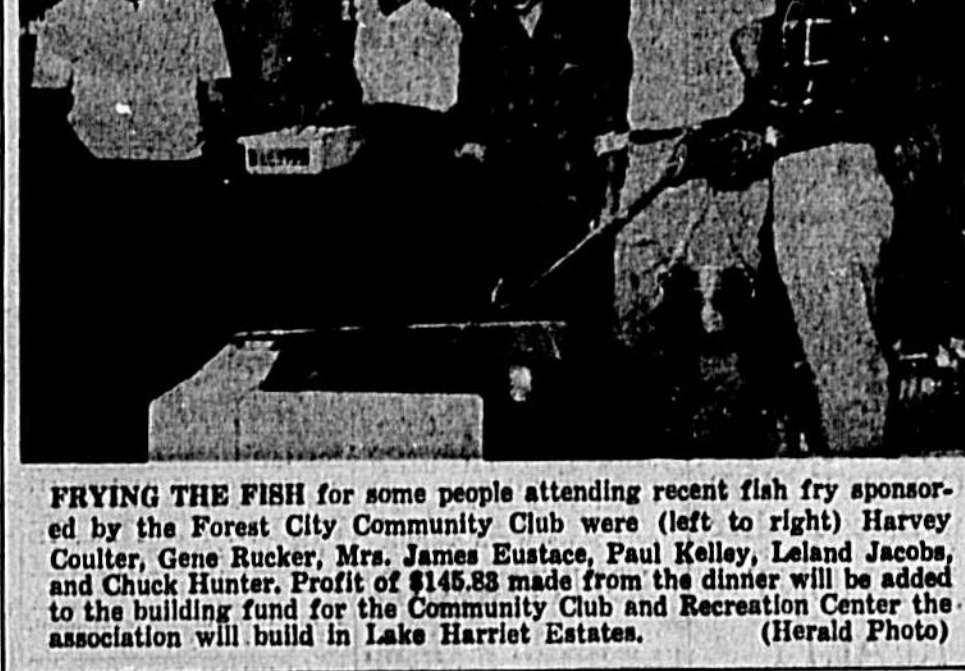 FRYING THE FISH for some people attending recent fish fry sponsor-
ed by the Forest City Community Club were (left to right) Harvey
Coulter, Gene Rucker, Mrs. James Eustace, Paul Kelley, Leland Jacobs,
and Chuck Hunter. Profit of $145.83 made from the dinner will be added
to the building fund for the Community Club and Recreation Center the
association will build in Lake Harriet Estates. (Herald Photo)